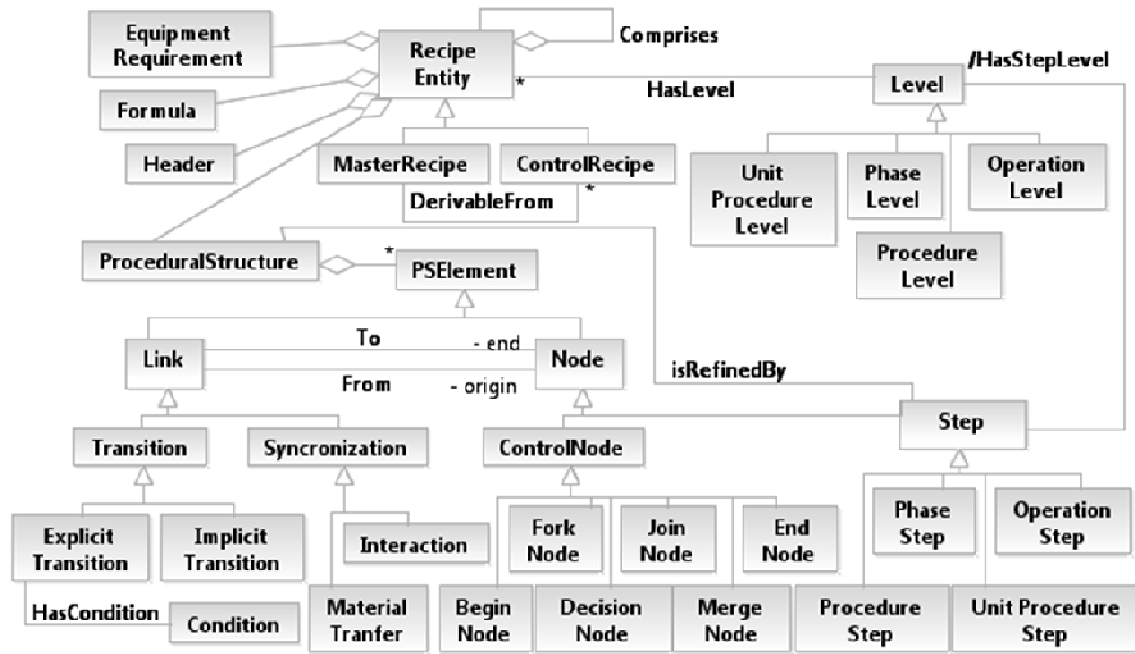 Equipment
Requirement
Recipe
Entity
Comprises
*
HasLevel
Level
/HasStepLevel
Formula
Header
MasterRecipe
ControlRecipe
*
DerivableFrom
Unit
Procedure
Level
Phase
Level
Operation
Level
Procedure
Level
ProceduralStructure
*
PSElement
Link
To
- end
Node
From
- origin
isRefinedBy
Step
Transition
Syncronization
ControlNode
Explicit
Transition
Implicit
Transition
Interaction
Fork
Node
Join
Node
End
Node
Phase
Step
Operation
Step
HasCondition
Condition
Material
Tranfer
Begin
Node
Decision
Node
Merge
Node
Procedure
Step
Unit Procedure
Step